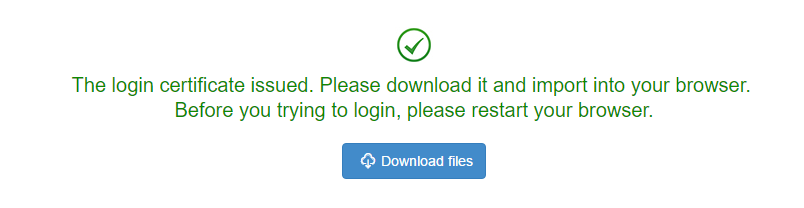 The login certificate issued. Please download it and import into your browser.
Before you trying to login, please restart your browser.
Download files